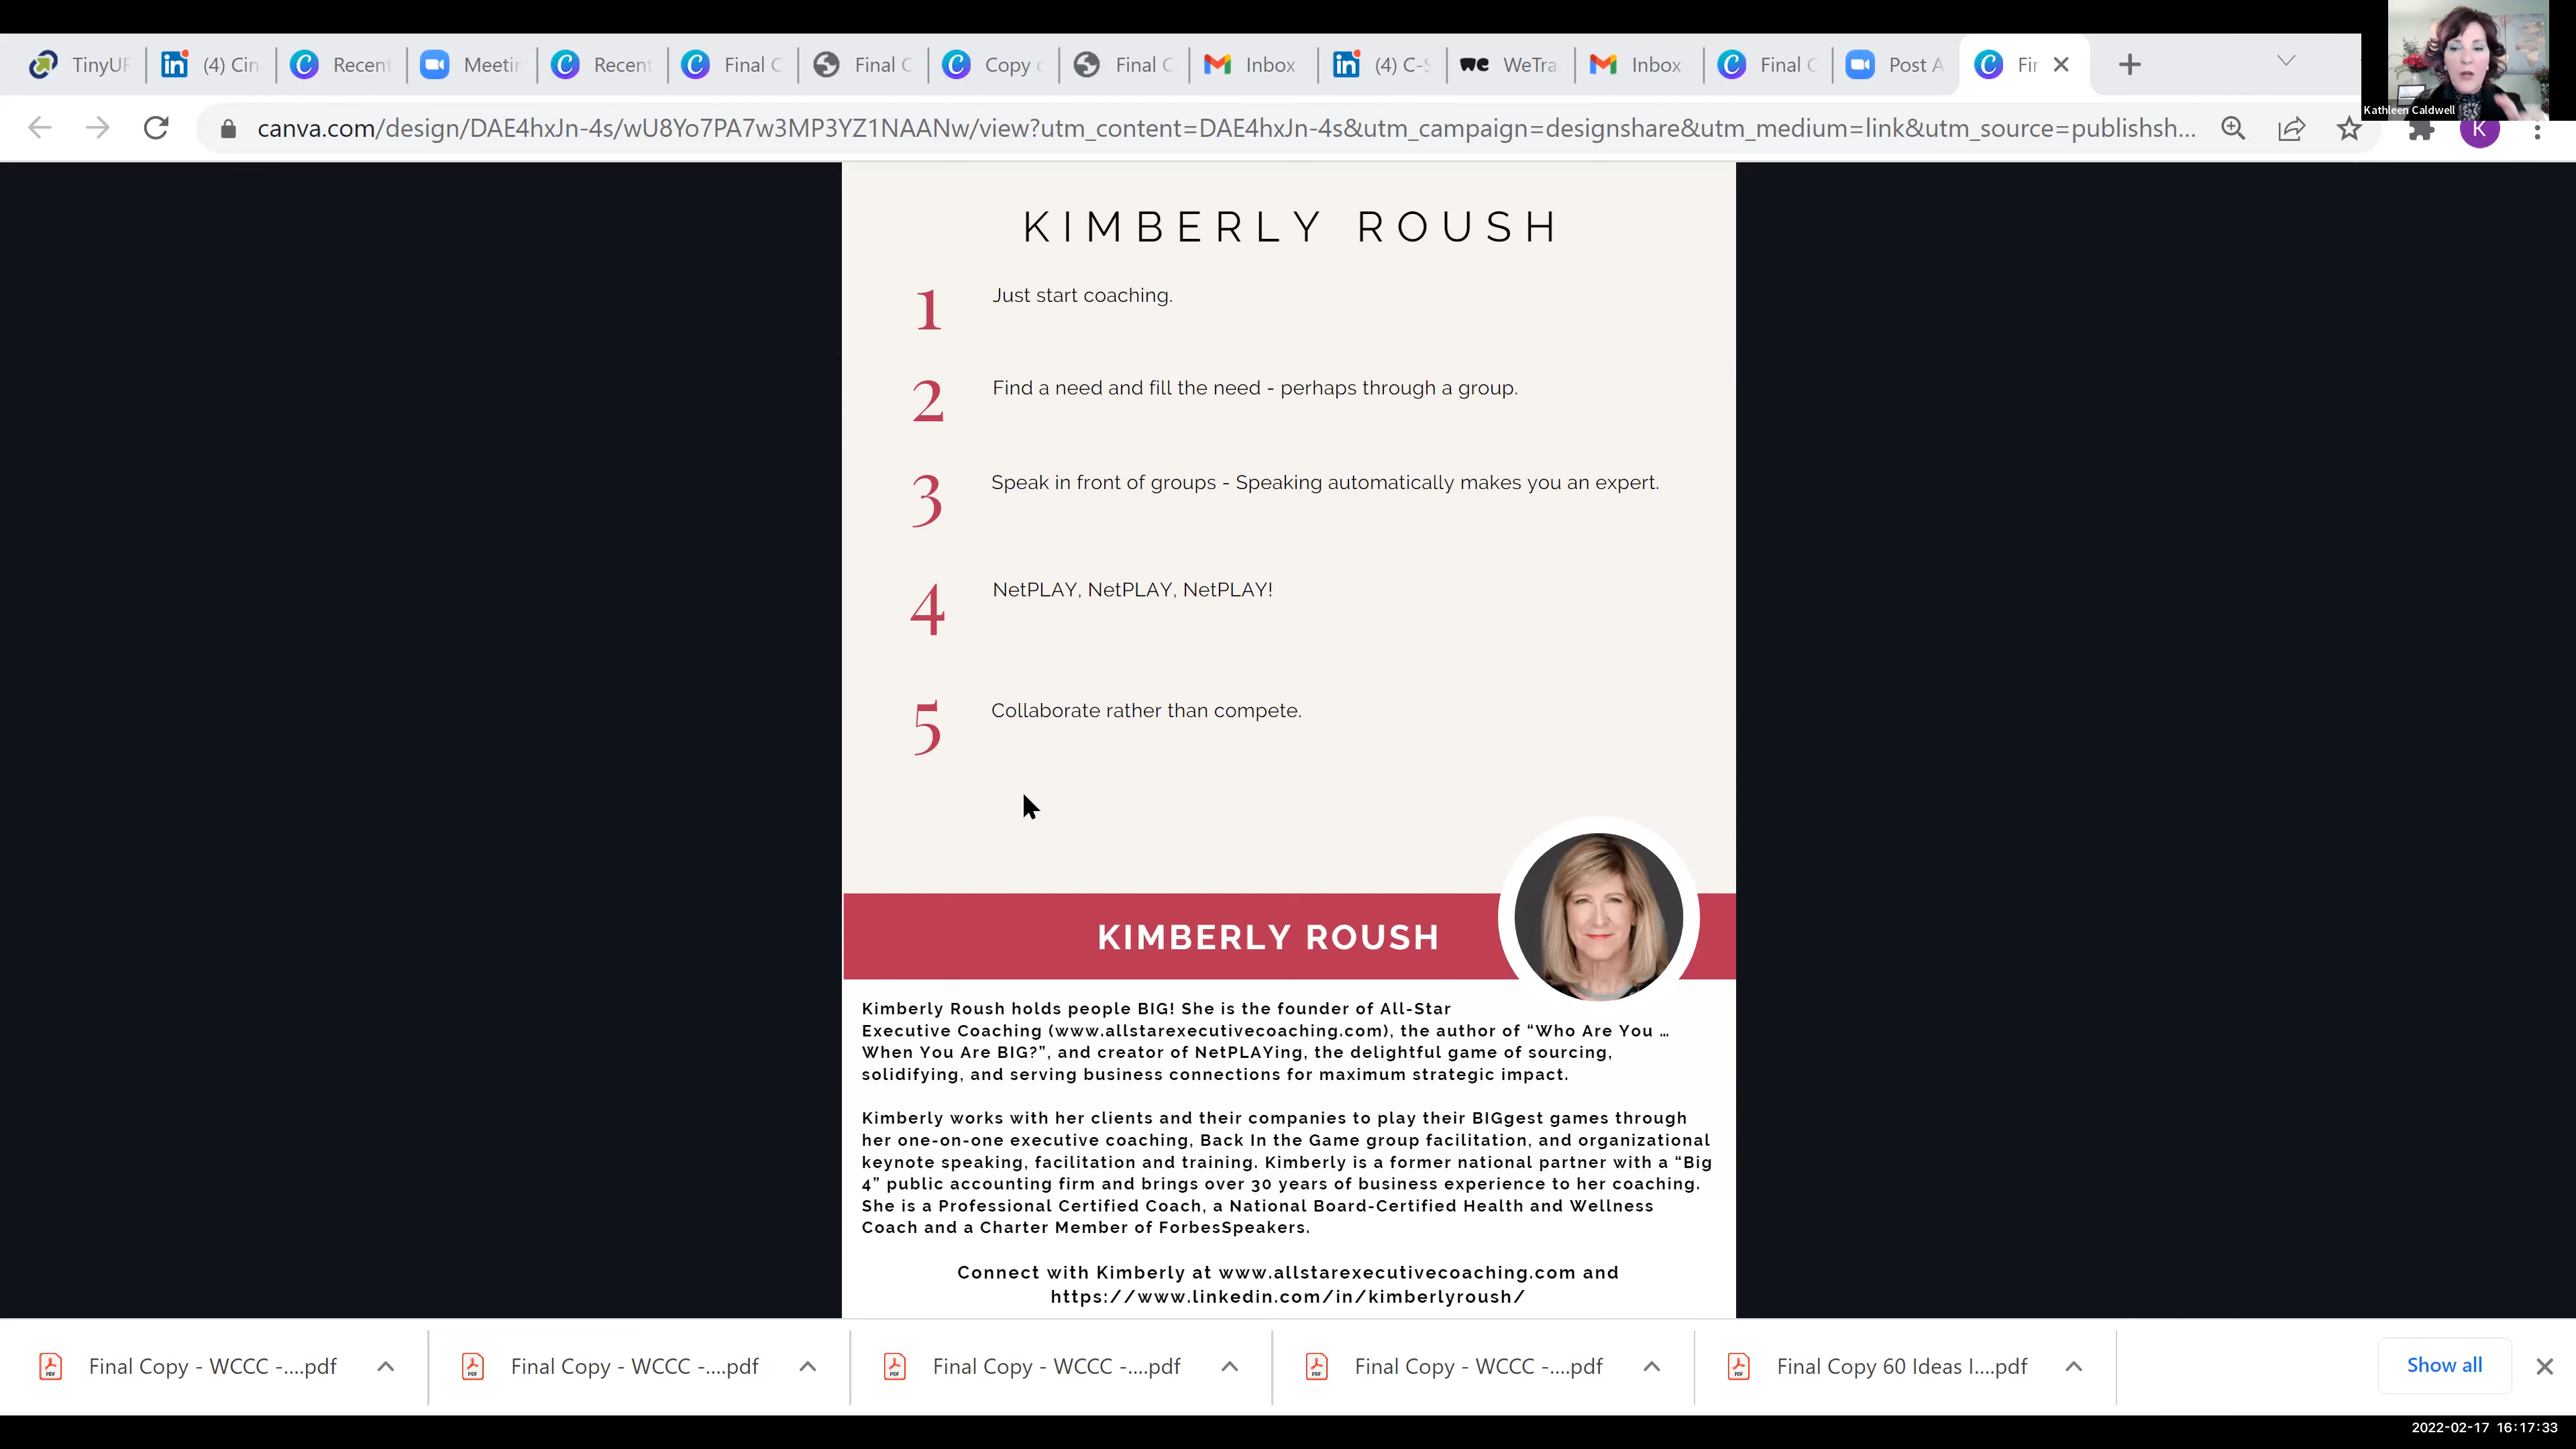 TinyUR
(4) Cin
Recent
Meetin
Recent
Final C
Final C
Copy o
Final C
Inbox
(4) C-S
WeTra
Inbox
Final C
Post A
Fir
Kathleen Caldwell
canva.com/design/DAE4hxJn-4s/wU8Yo7PA7w3MP3YZ1NAANw/view?utm_content=DAE4hxJn-4s&utm_campaign=designshare&utm_medium=link&utm_source=publishsh...
K
KIMBERLY ROUSH
1 Just start coaching.
2 Find a need and fill the need - perhaps through a group.
3 Speak in front of groups - Speaking automatically makes you an expert.
4 NetPLAY, NetPLAY, NetPLAY!
5 Collaborate rather than compete.
KIMBERLY ROUSH
Kimberly Roush holds people BIG! She is the founder of All-Star
Executive Coaching (www.allstarexecutivecoaching.com), the author of “Who Are You …
When You Are BIG?”, and creator of NetPLAYing, the delightful game of sourcing,
solidifying, and serving business connections for maximum strategic impact.
Kimberly works with her clients and their companies to play their BIGgest games through
her one-on-one executive coaching, Back In the Game group facilitation, and organizational
keynote speaking, facilitation and training. Kimberly is a former national partner with a “Big
4” public accounting firm and brings over 30 years of business experience to her coaching.
She is a Professional Certified Coach, a National Board-Certified Health and Wellness
Coach and a Charter Member of ForbesSpeakers.
Connect with Kimberly at www.allstarexecutivecoaching.com and
https://www.linkedin.com/in/kimberlyroush/
Final Copy - WCCC -....pdf
Final Copy - WCCC -....pdf
Final Copy - WCCC -....pdf
Final Copy - WCCC -....pdf
Final Copy 60 Ideas I....pdf
Show all
2022-02-17 16:17:33